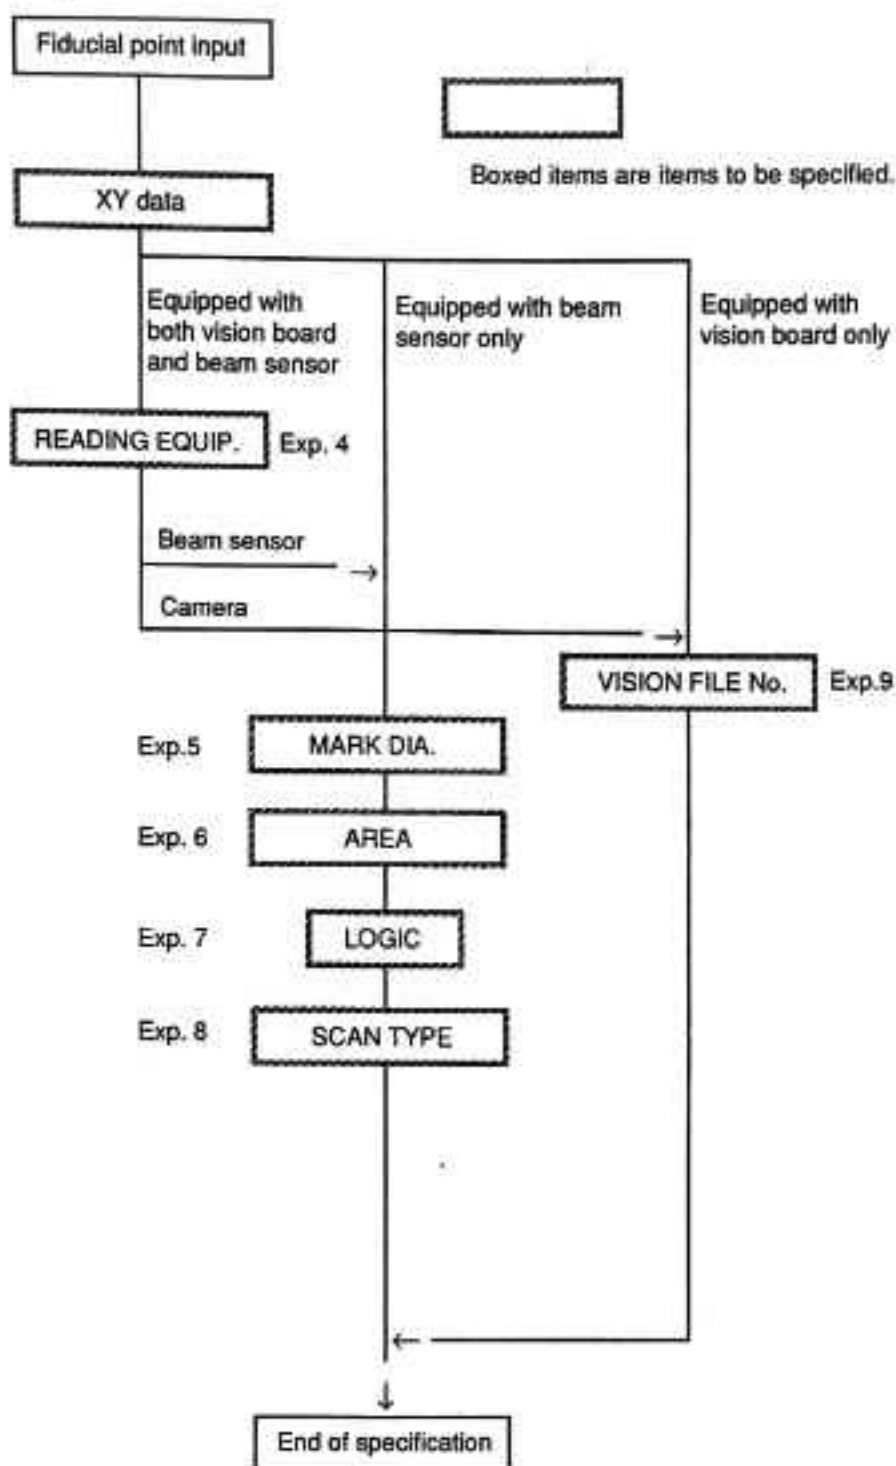 Fiducial point input
Boxed items are items to be specified.
XY data
Equipped with
both vision board
and beam sensor
Equipped with beam
sensor only
Equipped with
vision board only
READING EQUIP.
Exp. 4
Beam sensor
Camera
VISION FILE No.
Exp.9
Exp.5
MARK DIA.
Exp. 6
AREA
Exp. 7
LOGIC
Exp. 8
SCAN TYPE
End of specification